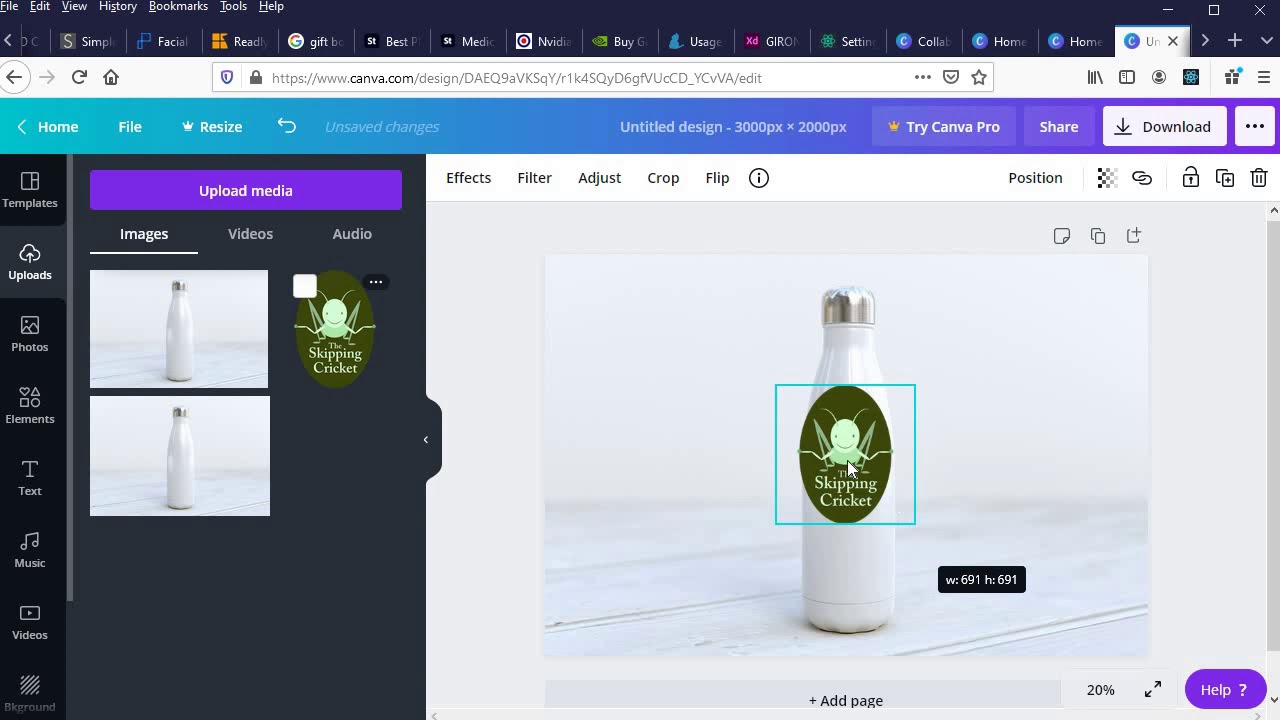 File Edit View History Bookmarks Tools Help
Simple Facial Ready gift bo Best P Medic Nvidia Buy G Usage GIRON Settin Collab Home Home Un
https://www.canva.com/design/DAEQ9aVKSqY/r1k4SQyD6gfVUcCD_YCvVA/edit
Home File Resize Unsaved changes Untitled design - 3000px × 2000px Try Canva Pro Share Download
Effects Filter Adjust Crop Flip Position
Templates
Uploads
Photos
Elements
Text
Music
Videos
Bkground
Upload media
Images Videos Audio
The
Skipping
Cricket
The
Skipping
Cricket
w: 691 h: 691
+ Add page
20% Help ?